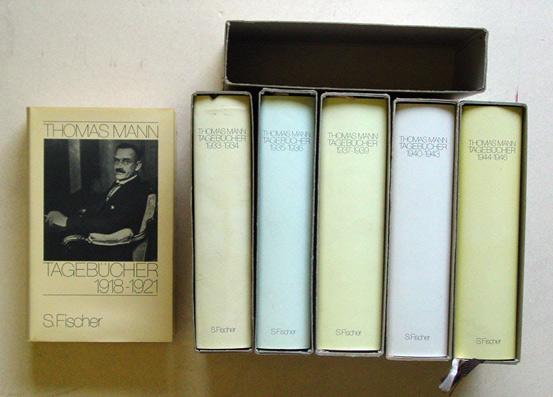 THOMAS MANN
TAGEBÜCHER
1918-1921
S. Fischer
THOMAS MANN
TAGEBÜCHER
1933-1934
S. Fischer
THOMAS MANN
TAGEBÜCHER
1935-1936
S. Fischer
THOMAS MANN
TAGEBÜCHER
1937-1939
S. Fischer
THOMAS MANN
TAGEBÜCHER
1940-1943
S. Fischer
THOMAS MANN
TAGEBÜCHER
1944-1946
S. Fischer